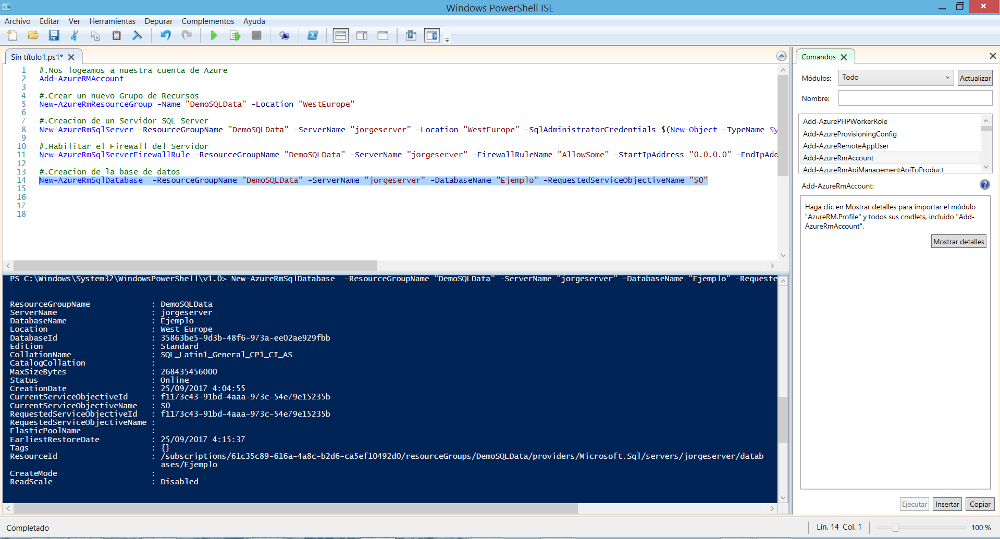 Windows PowerShell ISE
Archivo Editar Ver Herramientas Depurar Complementos Ayuda
Sin título1.ps1*
1 #.Nos logeamos a nuestra cuenta de Azure
2 Add-AzureRMAccount
3
4 #.Crear un nuevo Grupo de Recursos
5 New-AzureRmResourceGroup -Name "DemoSQLData" -Location "WestEurope"
6
7 #.Creacion de un Servidor SQL Server
8 New-AzureRmSqlServer -ResourceGroupName "DemoSQLData" -ServerName "jorgeserver" -Location "WestEurope" -SqlAdministratorCredentials $(New-Object -TypeName Sy
9
10 #.Habilitar el Firewall del Servidor
11 New-AzureRmSqlServerFirewallRule -ResourceGroupName "DemoSQLData" -ServerName "jorgeserver" -FirewallRuleName "AllowSome" -StartIpAddress "0.0.0.0" -EndIpAdd
12
13 #.Creacion de la base de datos
14 New-AzureRmSqlDatabase  -ResourceGroupName "DemoSQLData" -ServerName "jorgeserver" -DatabaseName "Ejemplo" -RequestedServiceObjectiveName "S0"
15
16
17
18
PS C:\Windows\System32\WindowsPowerShell\v1.0> New-AzureRmSqlDatabase  -ResourceGroupName "DemoSQLData" -ServerName "jorgeserver" -DatabaseName "Ejemplo" -Requeste
ResourceGroupName : DemoSQLData
ServerName : jorgeserver
DatabaseName : Ejemplo
Location : West Europe
DatabaseId : 35863be5-9d3b-48f6-973a-ee02ae929fbb
Edition : Standard
CollationName : SQL_Latin1_General_CP1_CI_AS
CatalogCollation :
MaxSizeBytes : 268435456000
Status : Online
CreationDate : 25/09/2017 4:04:55
CurrentServiceObjectiveId : f1173c43-91bd-4aaa-973c-54e79e15235b
CurrentServiceObjectiveName : S0
RequestedServiceObjectiveId : f1173c43-91bd-4aaa-973c-54e79e15235b
RequestedServiceObjectiveName :
ElasticPoolName :
EarliestRestoreDate : 25/09/2017 4:15:37
Tags : {}
ResourceId : /subscriptions/61c35c89-616a-4a8c-b2d6-ca5ef10492d0/resourceGroups/DemoSQLData/providers/Microsoft.Sql/servers/jorgeserver/datab
ases/Ejemplo
CreateMode :
ReadScale : Disabled
Comandos
Módulos: Todo Actualizar
Nombre:
Add-AzurePHPWorkerRole
Add-AzureProvisioningConfig
Add-AzureRemoteAppUser
Add-AzureRmAccount
Add-AzureRmApiManagementApiToProduct
Add-AzureRmAccount:
Haga clic en Mostrar detalles para importar el módulo
"AzureRM.Profile" y todos sus cmdlets, incluido "Add-
AzureRmAccount".
Mostrar detalles
Ejecutar Insertar Copiar
Completado
Lín. 14 Col. 1
100 %